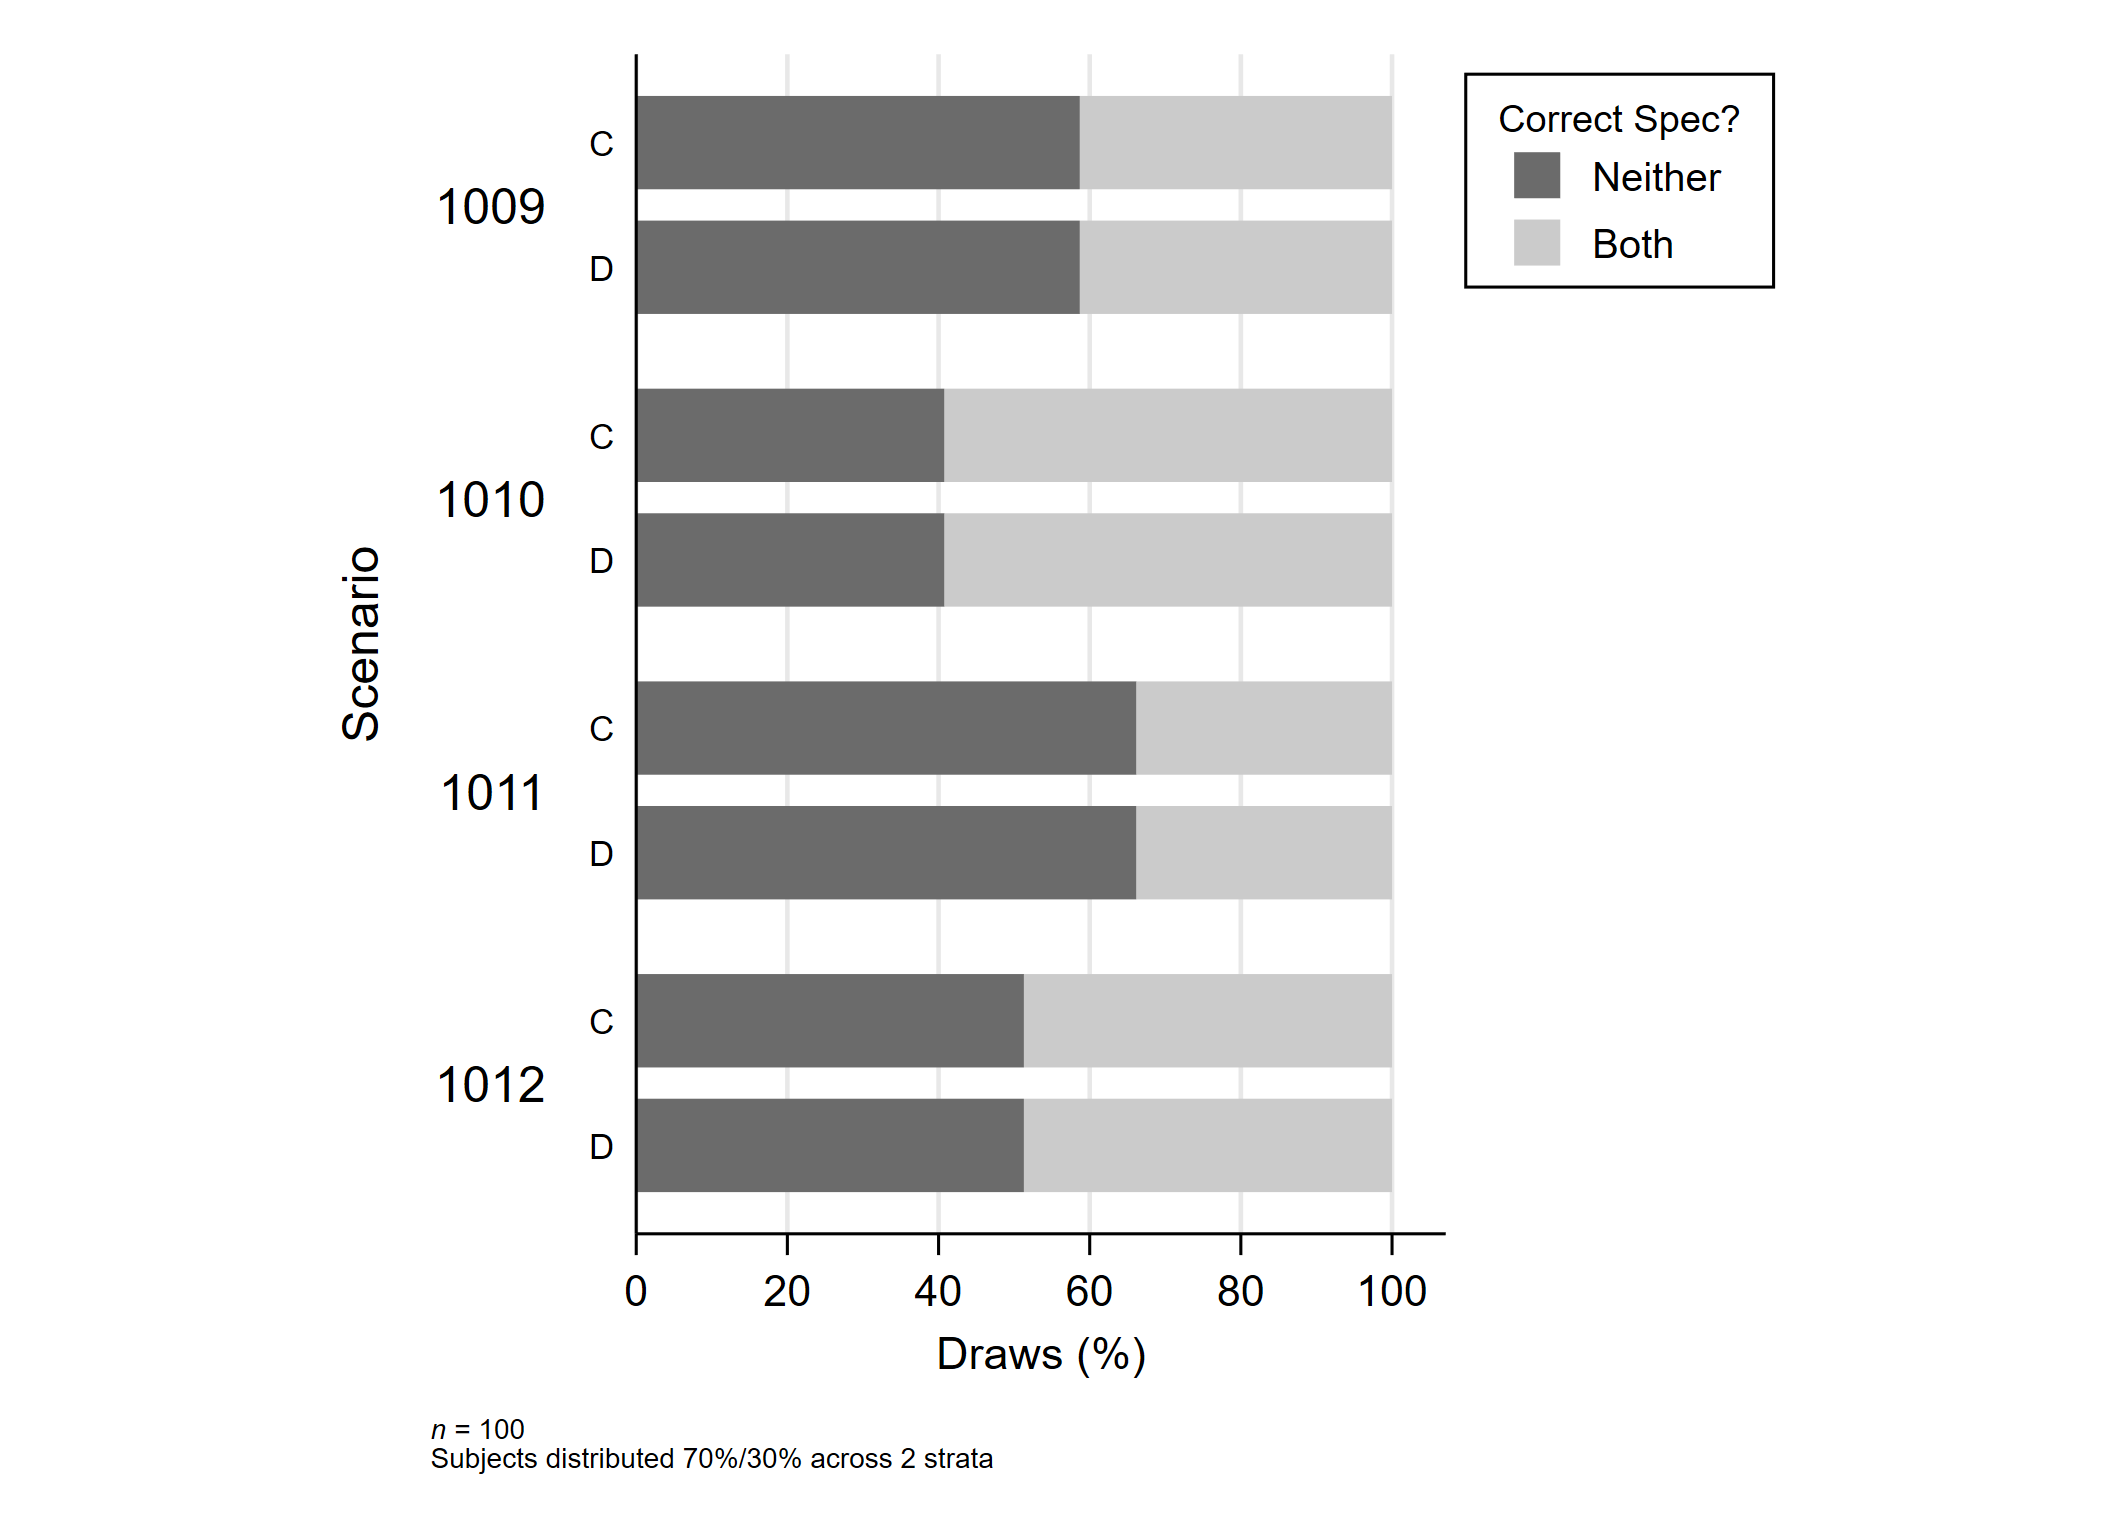 Correct Spec?
Neither
Both
Scenario
1009
C
D
1010
C
D
1011
C
D
1012
C
D
0 20 40 60 80 100
Draws (%)
n = 100
Subjects distributed 70%/30% across 2 strata